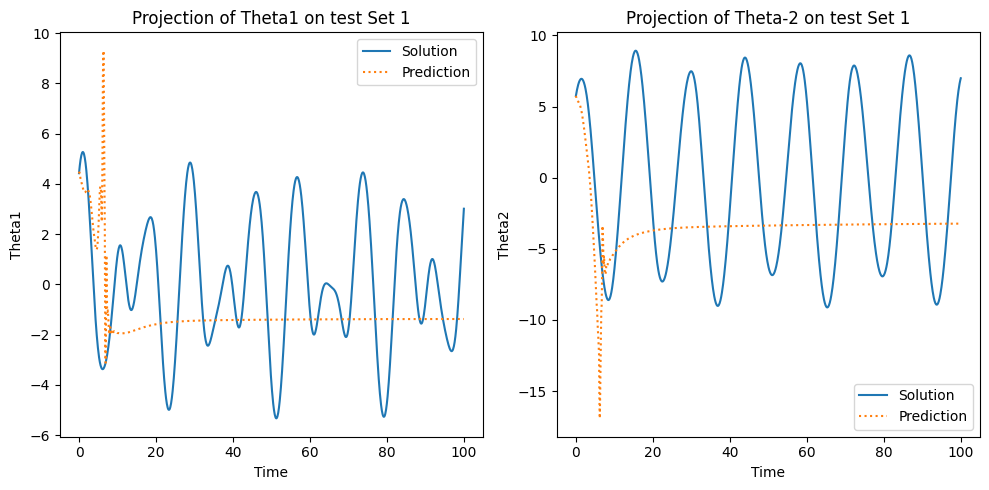 Projection of Theta1 on test Set 1
10
8
6
4
2
0
−2
−4
−6
Theta1
0
20
40
60
80
100
Time
Solution
Prediction
Projection of Theta-2 on test Set 1
10
5
0
−5
−10
−15
Theta2
0
20
40
60
80
100
Time
Solution
Prediction